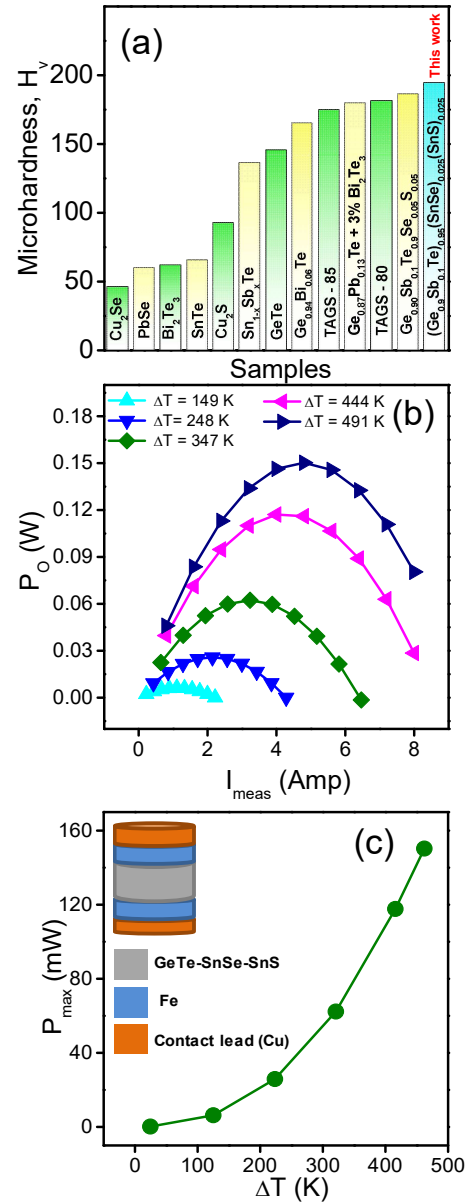 (a)
This work
Microhardness, H_v
200
150
100
50
0
Cu₂Se
PbSe
Bi₂Te₃
SnTe
Cu₂S
Sn₁₋ₓSbₓTe
GeTe
Ge₀.₉₄Bi₀.₀₆Te
TAGS - 85
Ge₀.₈₇Pb₀.₁₃Te + 3% Bi₂Te₃
TAGS - 80
Ge₀.₉₀Sb₀.₁Te₀.₉Se₀.₀₅S₀.₀₅
(Ge₀.₉Sb₀.₁Te)₀.₉₅(SnSe)₀.₀₂₅(SnS)₀.₀₂₅
Samples
(b)
ΔT = 149 K
ΔT= 248 K
ΔT = 347 K
ΔT = 444 K
ΔT = 491 K
P_O (W)
0.18
0.15
0.12
0.09
0.06
0.03
0.00
0 2 4 6 8
I_meas (Amp)
(c)
P_max (mW)
160
120
80
40
0
GeTe-SnSe-SnS
Fe
Contact lead (Cu)
0 100 200 300 400 500
ΔT (K)